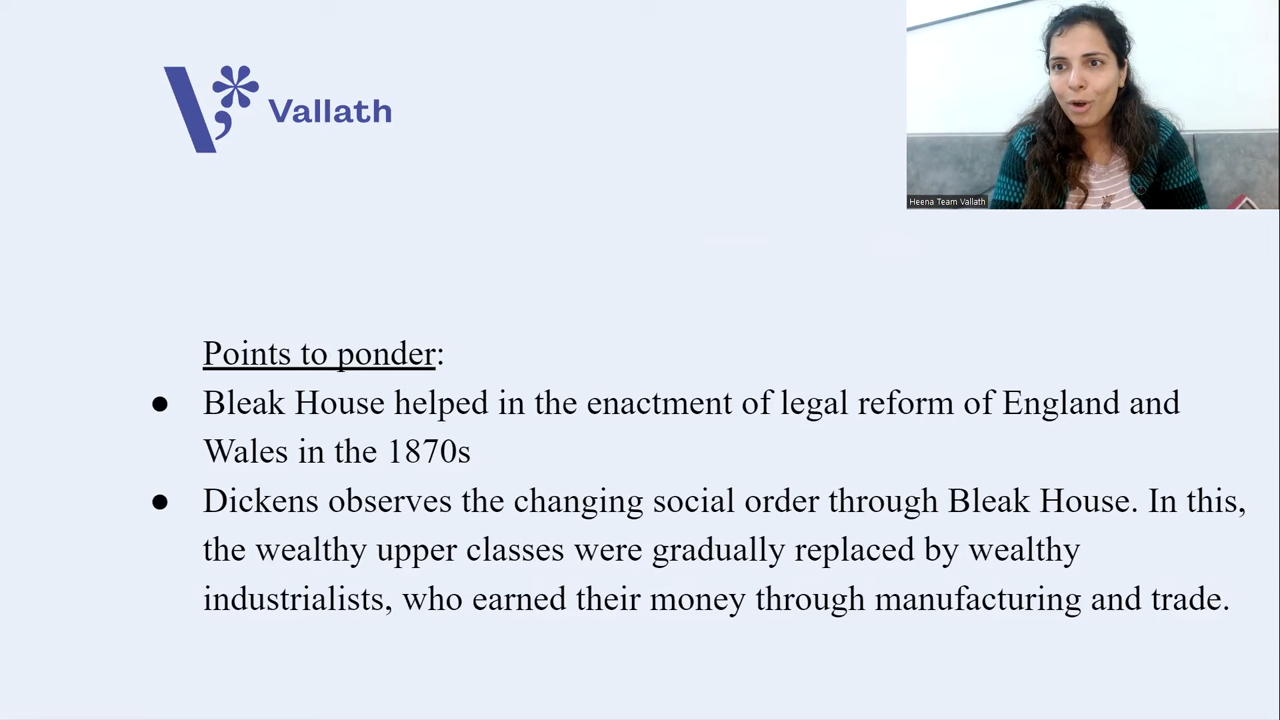 Vallath
Heena Team Vallath
Points to ponder:
● Bleak House helped in the enactment of legal reform of England and
Wales in the 1870s
● Dickens observes the changing social order through Bleak House. In this,
the wealthy upper classes were gradually replaced by wealthy
industrialists, who earned their money through manufacturing and trade.